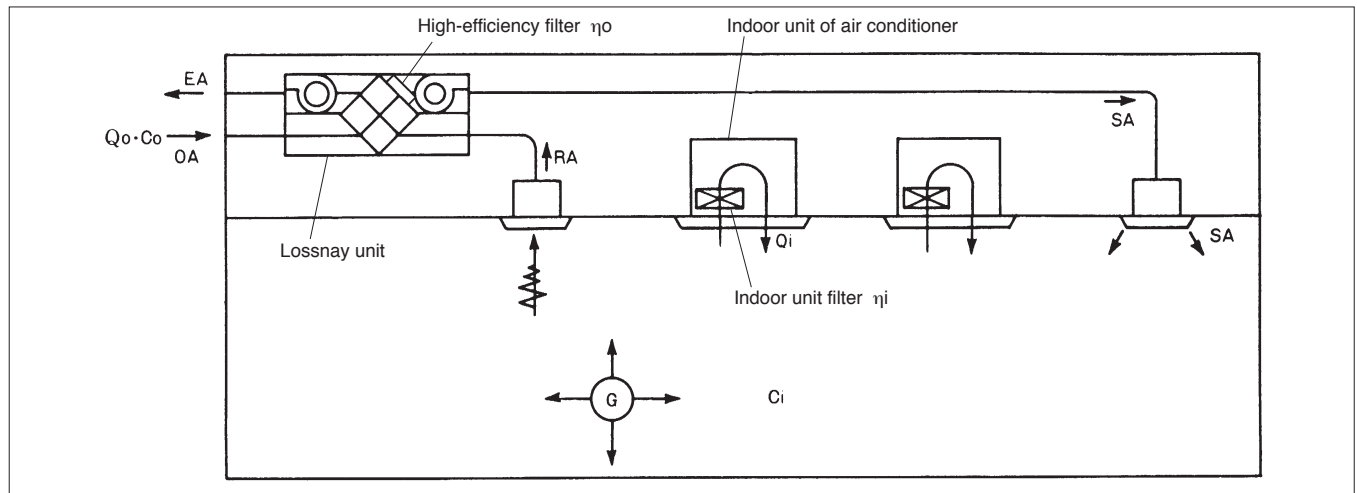 High-efficiency filter ηo
Indoor unit of air conditioner
EA
Qo·Co
OA
RA
SA
Lossnay unit
Qi
SA
Indoor unit filter ηi
G
Ci